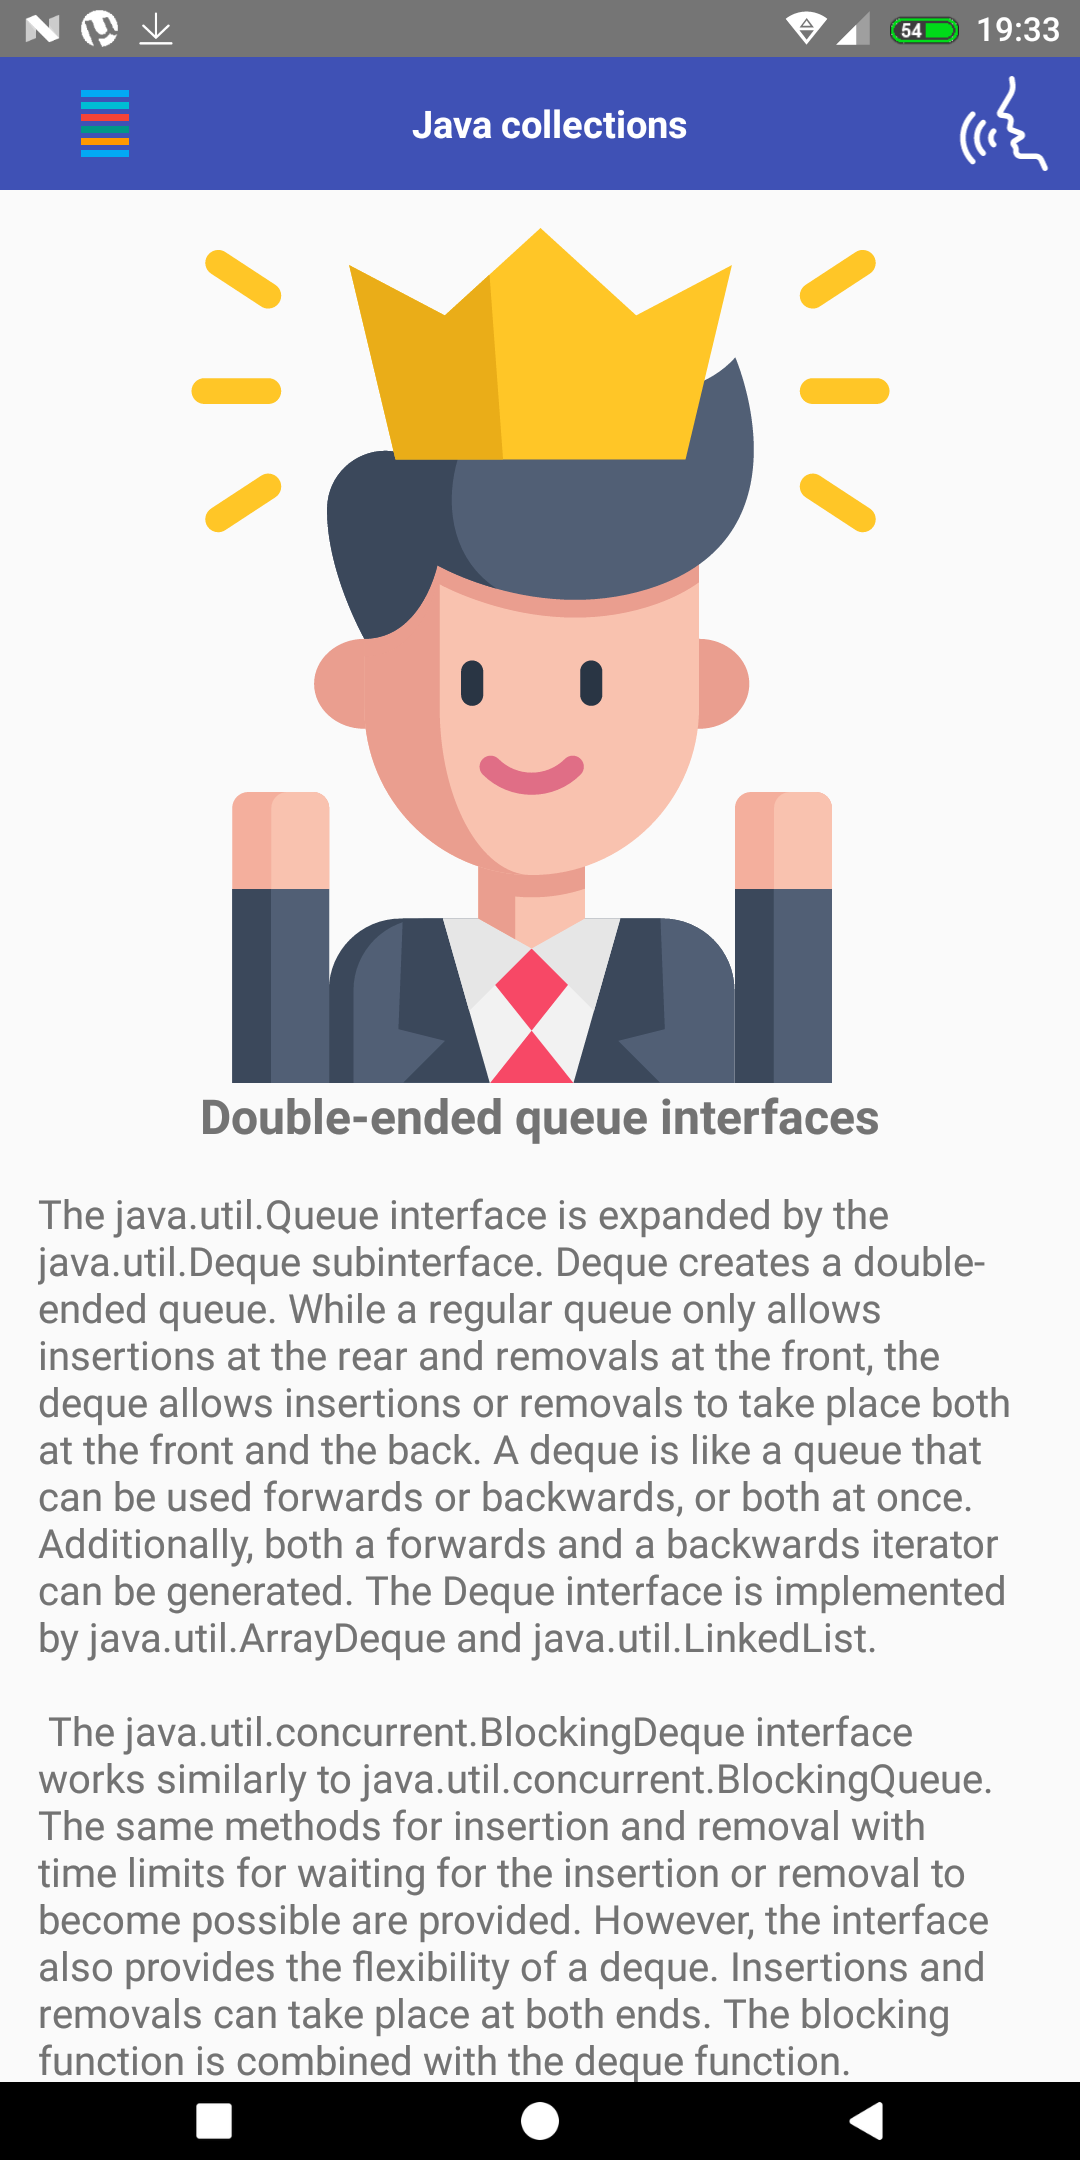 54 19:33
Java collections
Double-ended queue interfaces
The java.util.Queue interface is expanded by the
java.util.Deque subinterface. Deque creates a double-
ended queue. While a regular queue only allows
insertions at the rear and removals at the front, the
deque allows insertions or removals to take place both
at the front and the back. A deque is like a queue that
can be used forwards or backwards, or both at once.
Additionally, both a forwards and a backwards iterator
can be generated. The Deque interface is implemented
by java.util.ArrayDeque and java.util.LinkedList.
The java.util.concurrent.BlockingDeque interface
works similarly to java.util.concurrent.BlockingQueue.
The same methods for insertion and removal with
time limits for waiting for the insertion or removal to
become possible are provided. However, the interface
also provides the flexibility of a deque. Insertions and
removals can take place at both ends. The blocking
function is combined with the deque function.